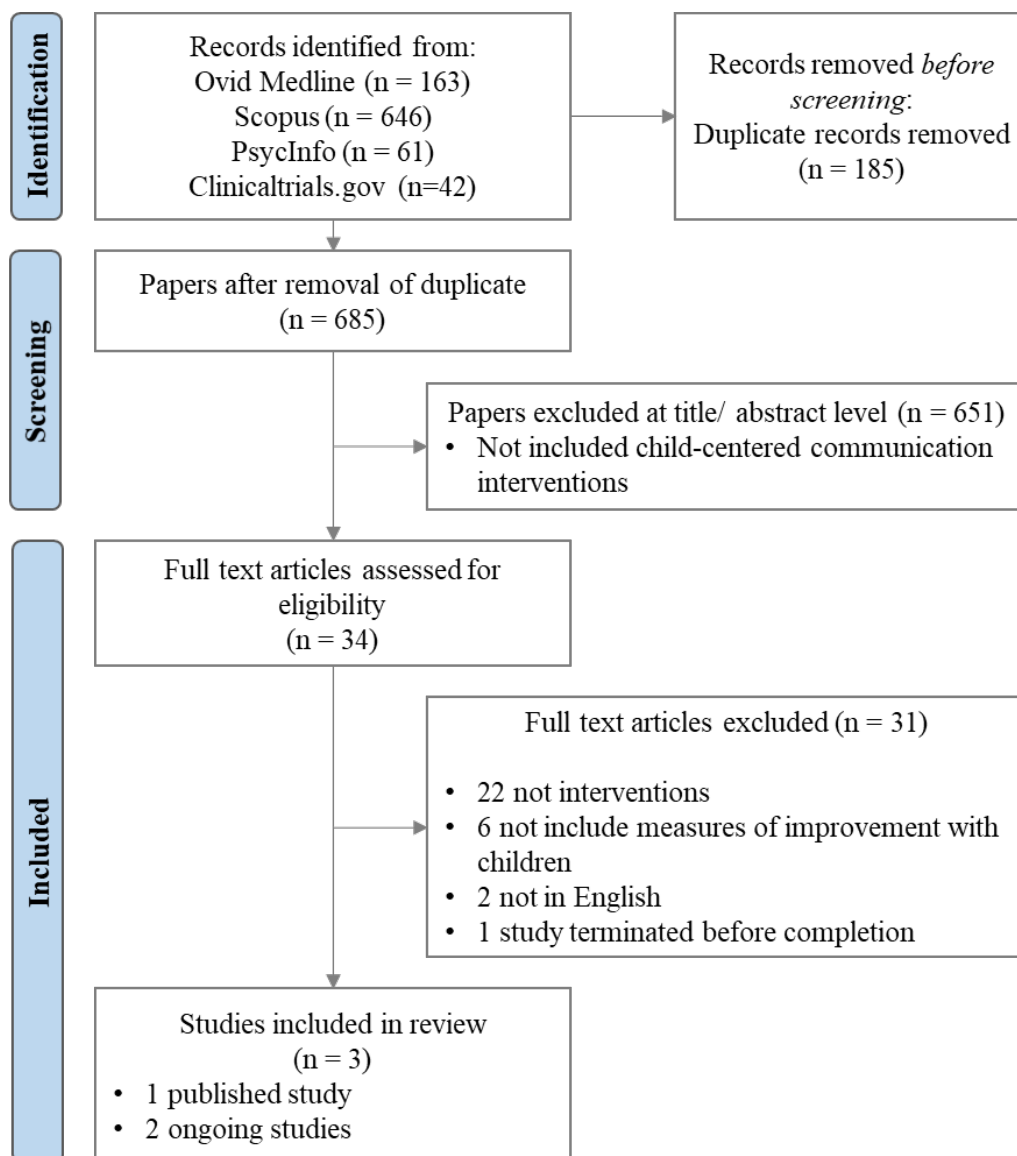 Identification
Records identified from:
Ovid Medline (n = 163)
Scopus (n = 646)
PsycInfo (n = 61)
Clinicaltrials.gov (n=42)
Records removed before
screening:
Duplicate records removed
(n = 185)
Screening
Papers after removal of duplicate
(n = 685)
Papers excluded at title/ abstract level (n = 651)
• Not included child-centered communication
interventions
Included
Full text articles assessed for
eligibility
(n = 34)
Full text articles excluded (n = 31)
• 22 not interventions
• 6 not include measures of improvement with
children
• 2 not in English
• 1 study terminated before completion
Studies included in review
(n = 3)
• 1 published study
• 2 ongoing studies